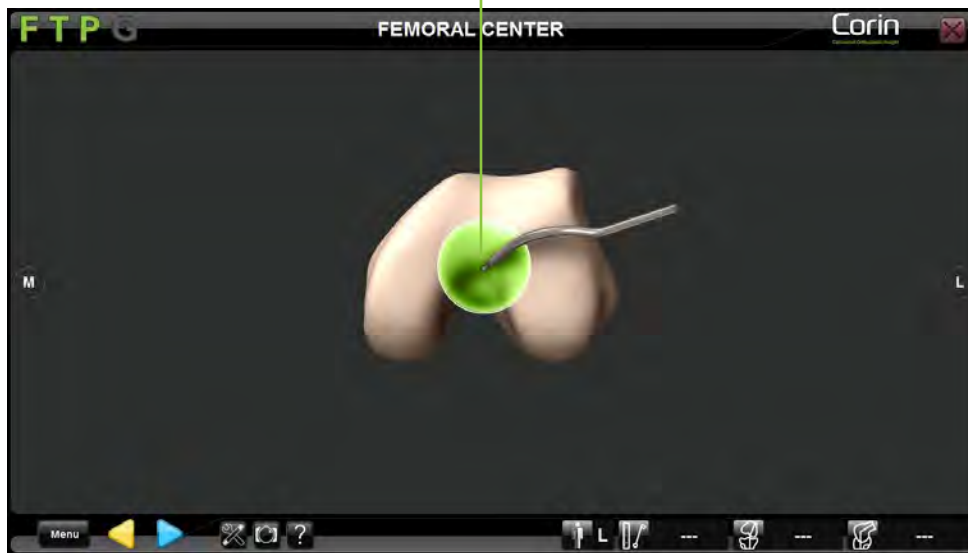 F T P G
FEMORAL CENTER
Corin
M
L
Menu
?
L
---
---
---